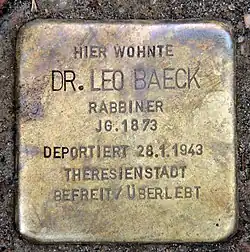 HIER WOHNTE
DR. LEO BAECK
RABBINER
JG. 1873
DEPORTIERT 28.1.1943
THERESIENSTADT
BEFREIT/ÜBERLEBT